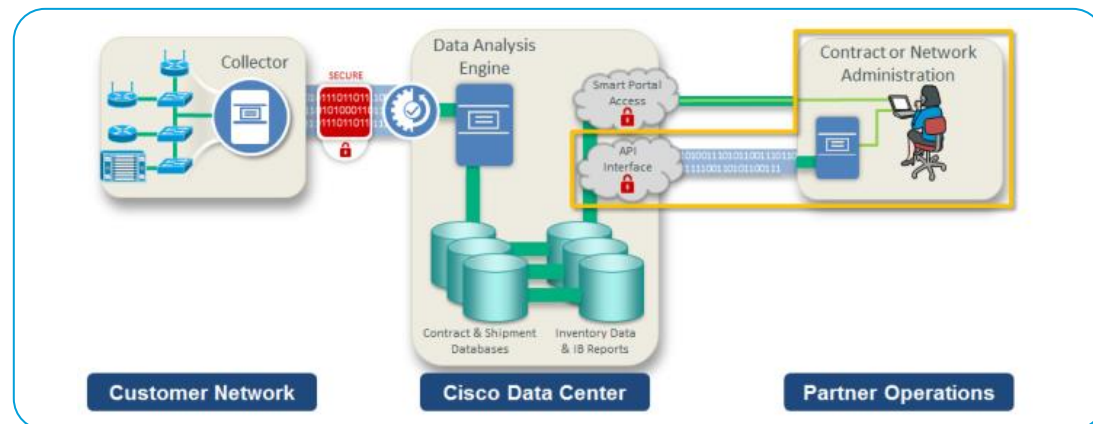 Collector
SECURE
Data Analysis
Engine
Smart Portal
Access
API
Interface
Contract or Network
Administration
Contract & Shipment
Databases
Inventory Data
& IB Reports
Customer Network
Cisco Data Center
Partner Operations